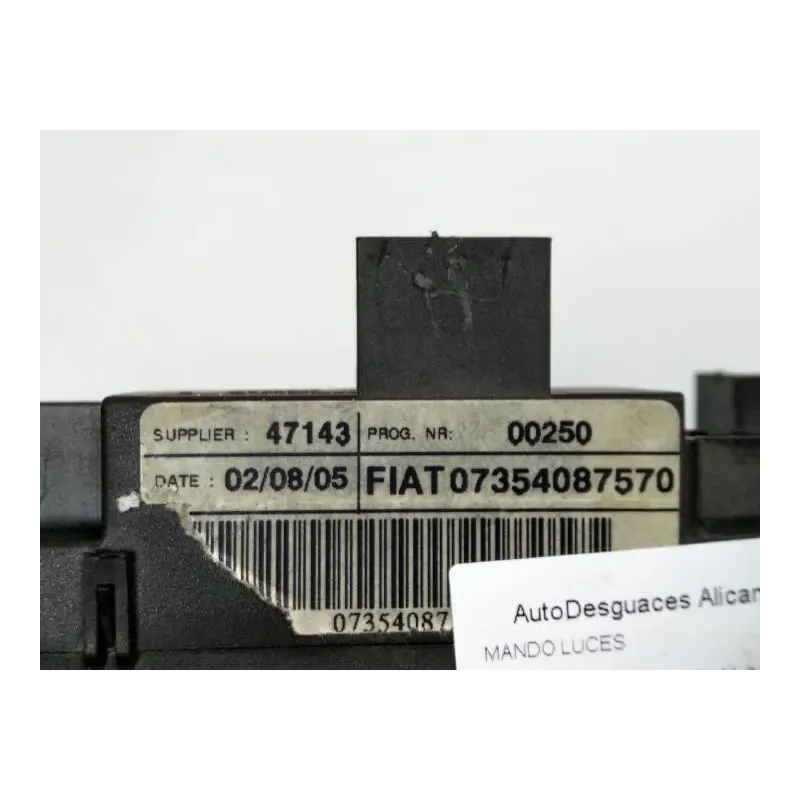 SUPPLIER : 47143 PROG. NR: 00250
DATE : 02/08/05 FIAT 07354087570
07354087
AutoDesguaces Alican
MANDO LUCES